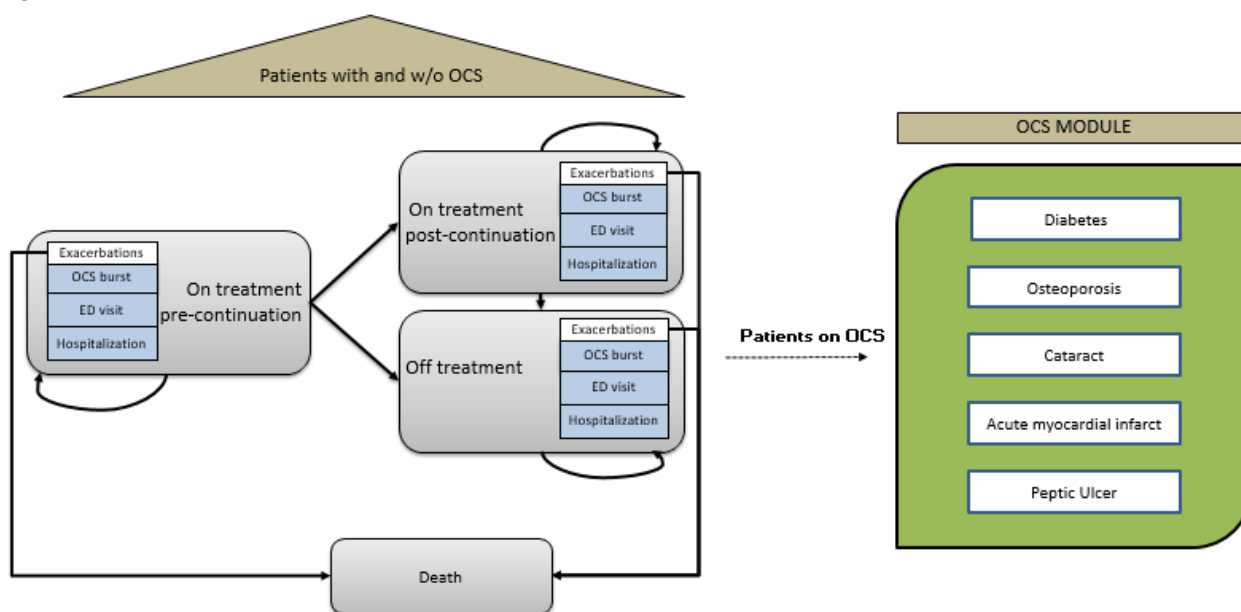 Patients with and w/o OCS
Exacerbations
OCS burst
ED visit
Hospitalization
On treatment
pre-continuation
On treatment
post-continuation
Exacerbations
OCS burst
ED visit
Hospitalization
Off treatment
Exacerbations
OCS burst
ED visit
Hospitalization
Death
Patients on OCS
OCS MODULE
Diabetes
Osteoporosis
Cataract
Acute myocardial infarct
Peptic Ulcer